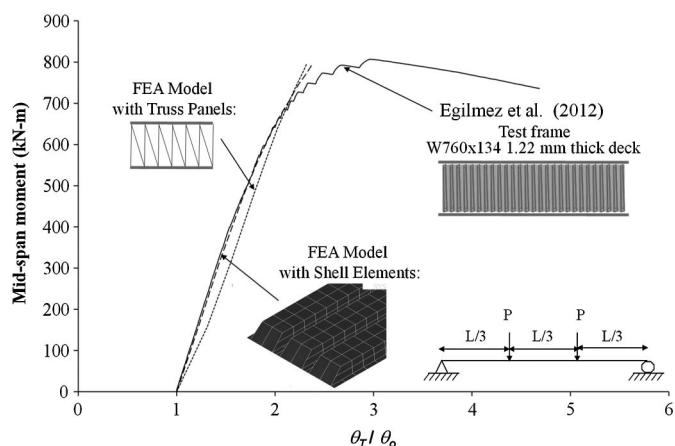 900
800
700
600
500
400
300
200
100
0
Mid-span moment (kN-m)
FEA Model
with Truss Panels:
Egilmez et al. (2012)
Test frame
W760x134 1.22 mm thick deck
FEA Model
with Shell Elements:
P P
L/3 L/3 L/3
0 1 2 3 4 5 6
θT / θo